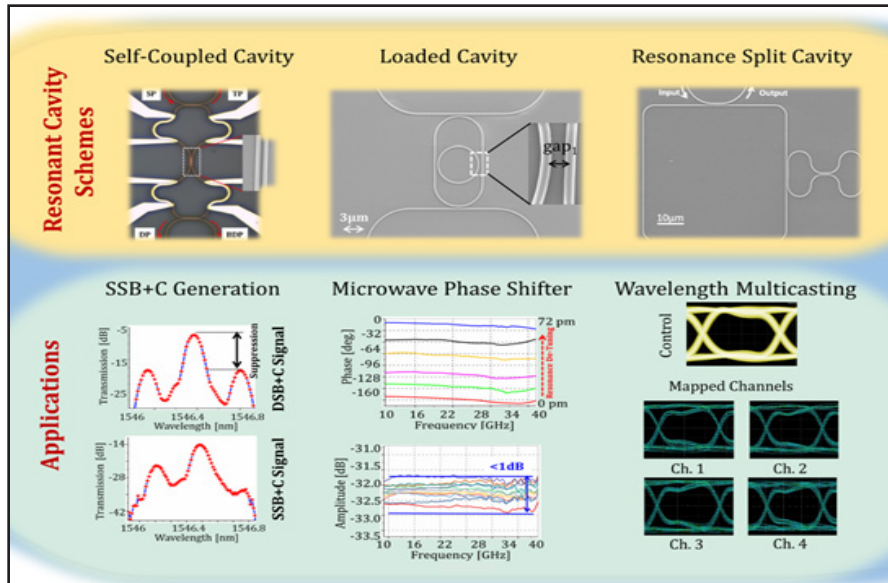 Self-Coupled Cavity
Loaded Cavity
Resonance Split Cavity
Resonant Cavity
Schemes
SP
TP
DP
BDP
gap1
3μm
Input
Output
10μm
Applications
SSB+C Generation
Microwave Phase Shifter
Wavelength Multicasting
Transmission [dB]
-5
-15
-25
Suppression
1546
1546.4
1546.8
Wavelength [nm]
DSB+C Signal
Transmission [dB]
-14
-28
-42
1546
1546.4
1546.8
Wavelength [nm]
SSB+C Signal
Phase [deg.]
0
-32
-64
-96
-128
-160
10 16 22 28 34 40
Frequency [GHz]
72 pm
Resonance De-Tuning
0 pm
Amplitude [dB]
-31.0
-31.5
-32.0
-32.5
-33.0
-33.5
<1dB
10 16 22 28 34 40
Frequency [GHz]
Control
Mapped Channels
Ch. 1
Ch. 2
Ch. 3
Ch. 4